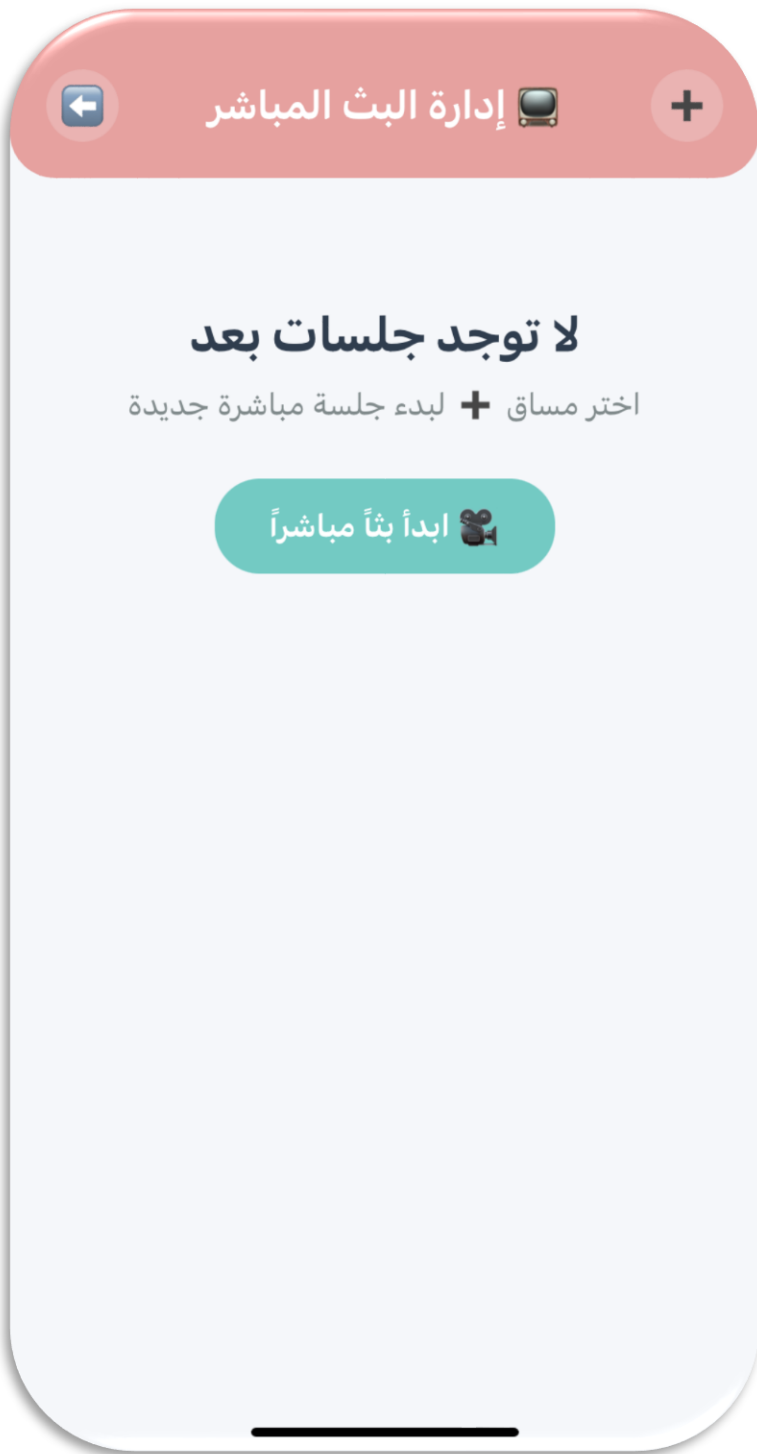 📺 إدارة البث المباشر
لا توجد جلسات بعد
اختر مساق ➕ لبدء جلسة مباشرة جديدة
🎥 ابدأ بثاً مباشراً